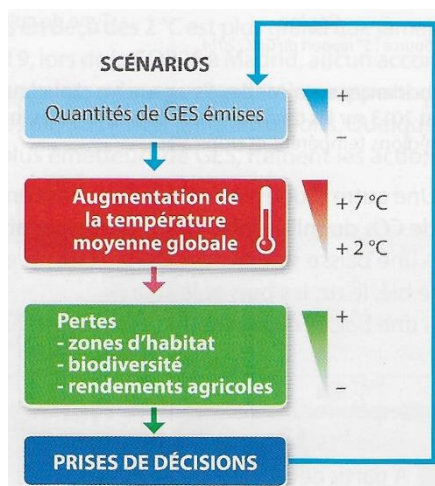 SCÉNARIOS
Quantités de GES émises
+
–
Augmentation de
la température
moyenne globale
+ 7 °C
+ 2 °C
Pertes
- zones d'habitat
- biodiversité
- rendements agricoles
+
–
PRISES DE DÉCISIONS